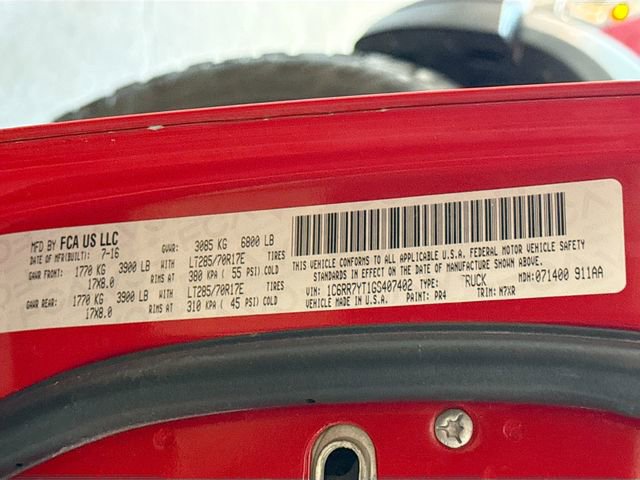 MFD BY FCA US LLC
DATE OF MFR(BUILT): 7-16 GVWR: 3085 KG 6800 LB
GAWR FRONT: 1770 KG 3900 LB WITH LT285/70R17E TIRES
17X8.0 RIMS AT 380 KPA ( 55 PSI) COLD
GAWR REAR: 1770 KG 3900 LB WITH LT285/70R17E TIRES
17X8.0 RIMS AT 310 KPA ( 45 PSI) COLD
THIS VEHICLE CONFORMS TO ALL APPLICABLE U.S.A. FEDERAL MOTOR VEHICLE SAFETY
STANDARDS IN EFFECT ON THE DATE OF MANUFACTURE SHOWN ABOVE.
VIN: 1C6RR7YT1GS407402 TYPE: TRUCK MDH: 071400 911AA
VEHICLE MADE IN U.S.A. PAINT: PR4 TRIM: N7XR